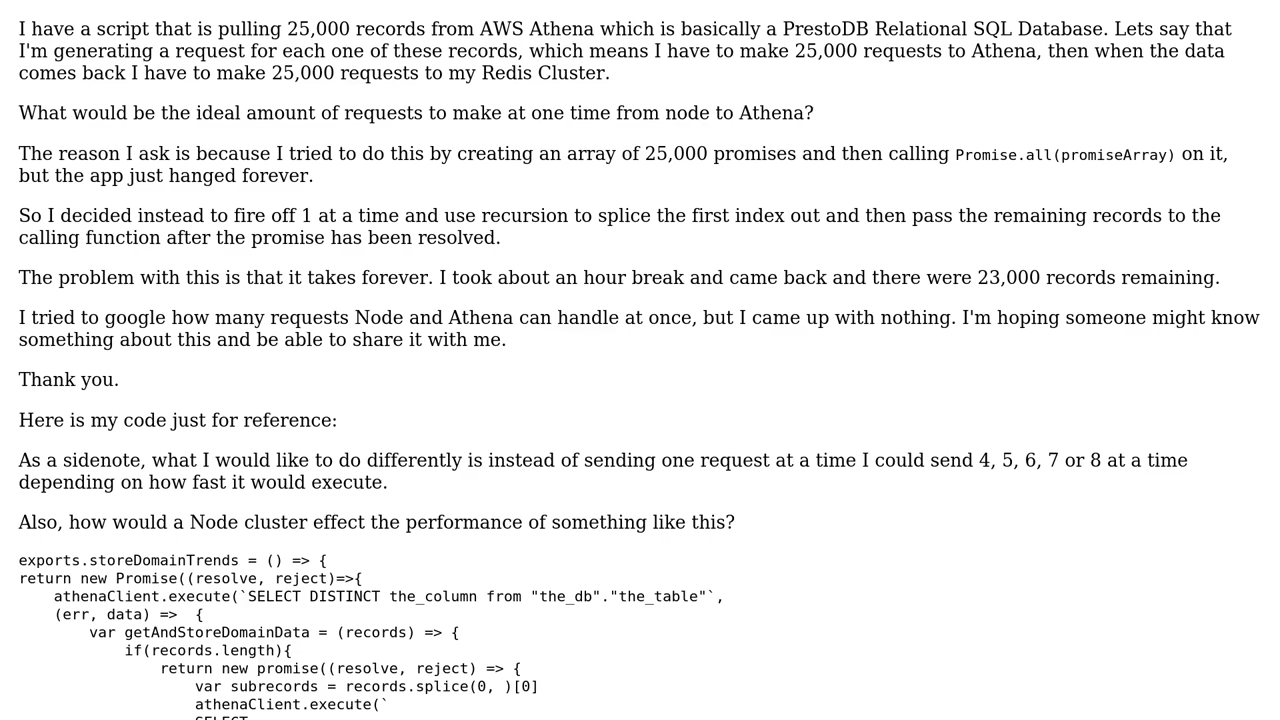 I have a script that is pulling 25,000 records from AWS Athena which is basically a PrestoDB Relational SQL Database. Lets say that
I'm generating a request for each one of these records, which means I have to make 25,000 requests to Athena, then when the data
comes back I have to make 25,000 requests to my Redis Cluster.
What would be the ideal amount of requests to make at one time from node to Athena?
The reason I ask is because I tried to do this by creating an array of 25,000 promises and then calling Promise.all(promiseArray) on it,
but the app just hanged forever.
So I decided instead to fire off 1 at a time and use recursion to splice the first index out and then pass the remaining records to the
calling function after the promise has been resolved.
The problem with this is that it takes forever. I took about an hour break and came back and there were 23,000 records remaining.
I tried to google how many requests Node and Athena can handle at once, but I came up with nothing. I'm hoping someone might know
something about this and be able to share it with me.
Thank you.
Here is my code just for reference:
As a sidenote, what I would like to do differently is instead of sending one request at a time I could send 4, 5, 6, 7 or 8 at a time
depending on how fast it would execute.
Also, how would a Node cluster effect the performance of something like this?
exports.storeDomainTrends = () => {
return new Promise((resolve, reject)=>{
    athenaClient.execute(`SELECT DISTINCT the_column from "the_db"."the_table"`,
    (err, data) =>  {
        var getAndStoreDomainData = (records) => {
            if(records.length){
                return new promise((resolve, reject) => {
                    var subrecords = records.splice(0, )[0]
                    athenaClient.execute(`
                    SELECT